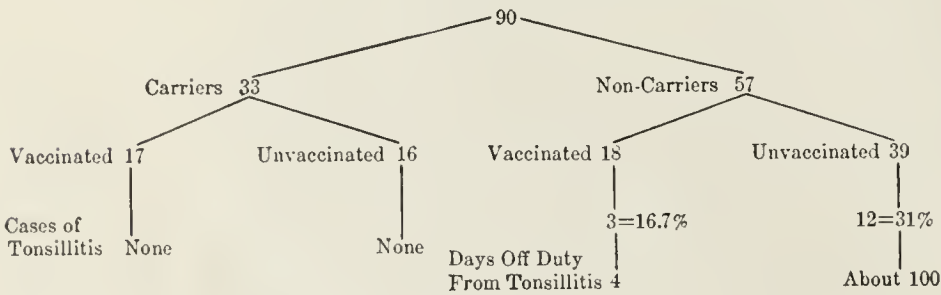 90
Carriers 33
Non-Carriers 57
Vaccinated 17
Unvaccinated 16
Vaccinated 18
Unvaccinated 39
Cases of
Tonsillitis None
None
3=16.7%
12=31%
Days Off Duty
From Tonsillitis 4
About 100